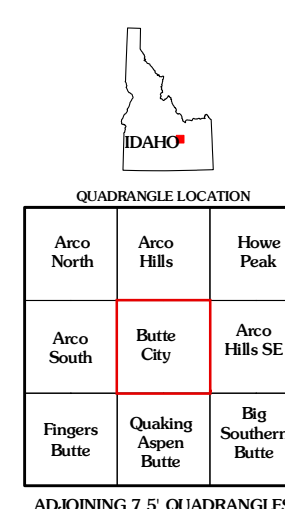 IDAHO
QUADRANGLE LOCATION
Arco
North
Arco
Hills
Howe
Peak
Arco
South
Butte
City
Arco
Hills SE
Fingers
Butte
Quaking
Aspen
Butte
Big
Southern
Butte
ADJOINING 7.5' QUADRANGLES